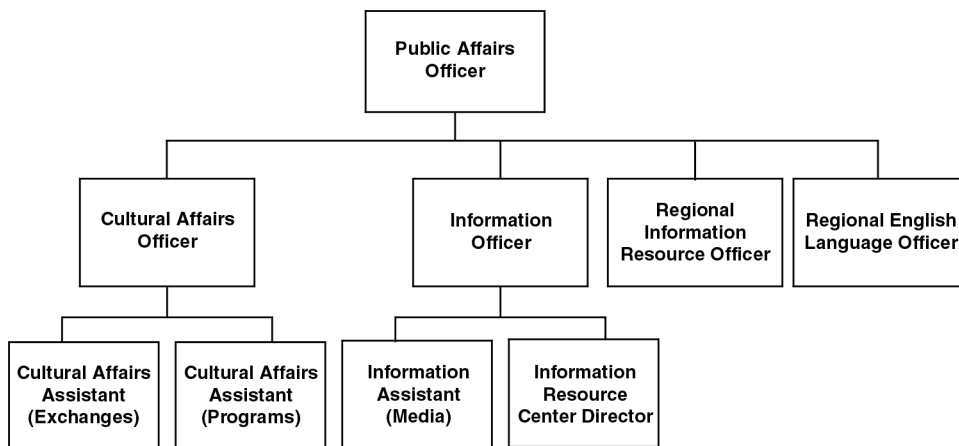 Public Affairs
Officer
Cultural Affairs
Officer
Information
Officer
Regional
Information
Resource Officer
Regional English
Language Officer
Cultural Affairs
Assistant
(Exchanges)
Cultural Affairs
Assistant
(Programs)
Information
Assistant
(Media)
Information
Resource
Center Director